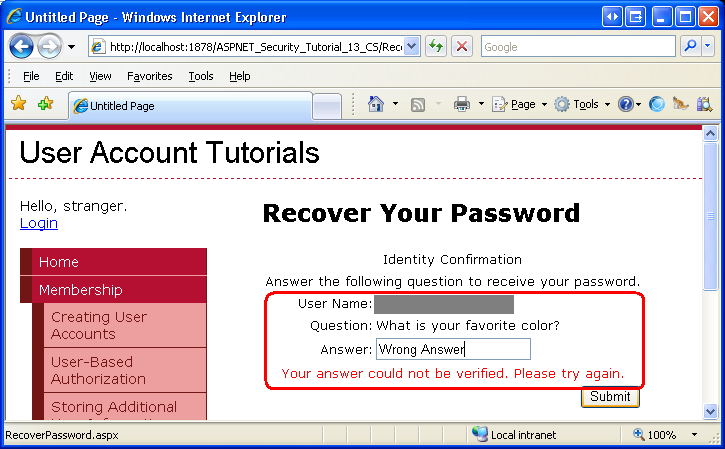 Untitled Page - Windows Internet Explorer
http://localhost:1878/ASPNET_Security_Tutorial_13_CS/Reco
Google
File Edit View Favorites Tools Help
Untitled Page
Page Tools
User Account Tutorials
Hello, stranger.
Login
Recover Your Password
Home
Membership
Creating User
Accounts
User-Based
Authorization
Storing Additional
Identity Confirmation
Answer the following question to receive your password.
User Name:
Question: What is your favorite color?
Answer: Wrong Answer
Your answer could not be verified. Please try again.
Submit
RecoverPassword.aspx
Local intranet
100%